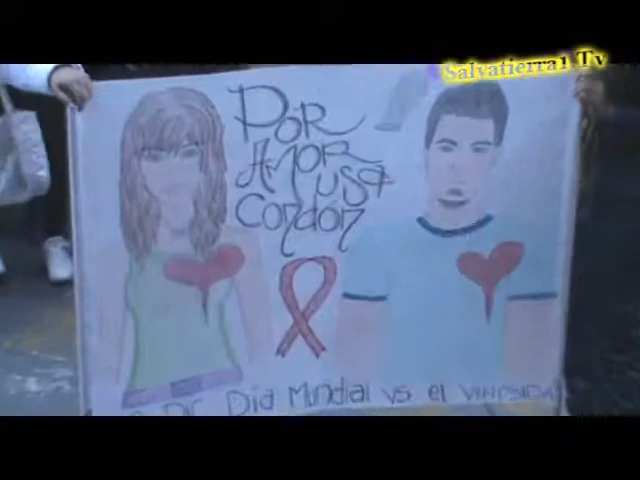 Salvatierra1 Tv
Por
Amor
usa
condón
Día Mundial vs el